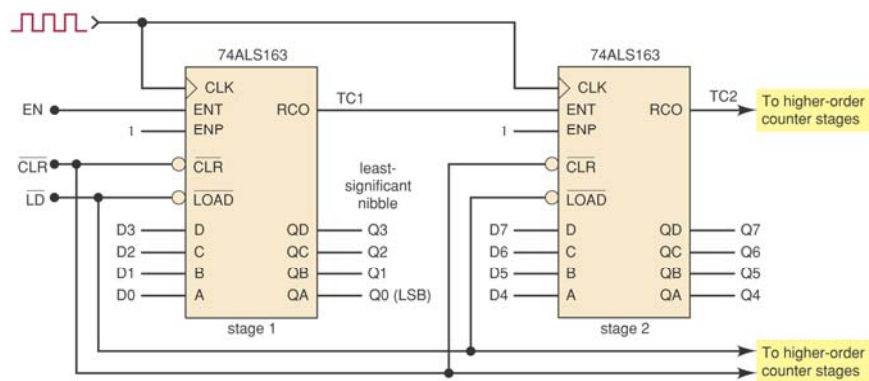 74ALS163
74ALS163
CLK
CLK
EN
ENT
RCO
TC1
ENT
RCO
TC2
To higher-order
counter stages
1
ENP
1
ENP
CLR
CLR
least-
significant
nibble
CLR
LD
LOAD
LOAD
D3
D
QD
Q3
D7
D
QD
Q7
D2
C
QC
Q2
D6
C
QC
Q6
D1
B
QB
Q1
D5
B
QB
Q5
D0
A
QA
Q0 (LSB)
D4
A
QA
Q4
stage 1
stage 2
To higher-order
counter stages